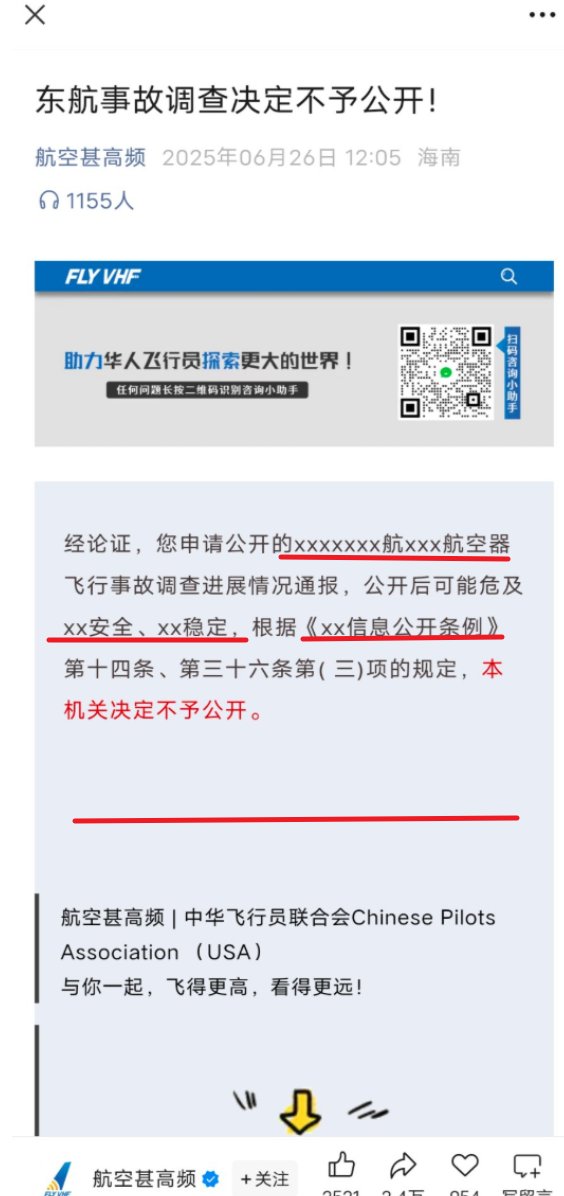 东航事故调查决定不予公开!
航空甚高频 2025年06月26日 12:05 海南
1155人
FLY VHF
助力华人飞行员探索更大的世界!
任何问题长按二维码识别咨询小助手
扫码咨询小助手
经论证，您申请公开的xxxxxxx航xxx航空器
飞行事故调查进展情况通报，公开后可能危及
xx安全、xx稳定，根据《xx信息公开条例》
第十四条、第三十六条第( 三)项的规定，本
机关决定不予公开。
航空甚高频 | 中华飞行员联合会Chinese Pilots
Association （USA）
与你一起，飞得更高，看得更远!
FLY VHF
航空甚高频 +关注